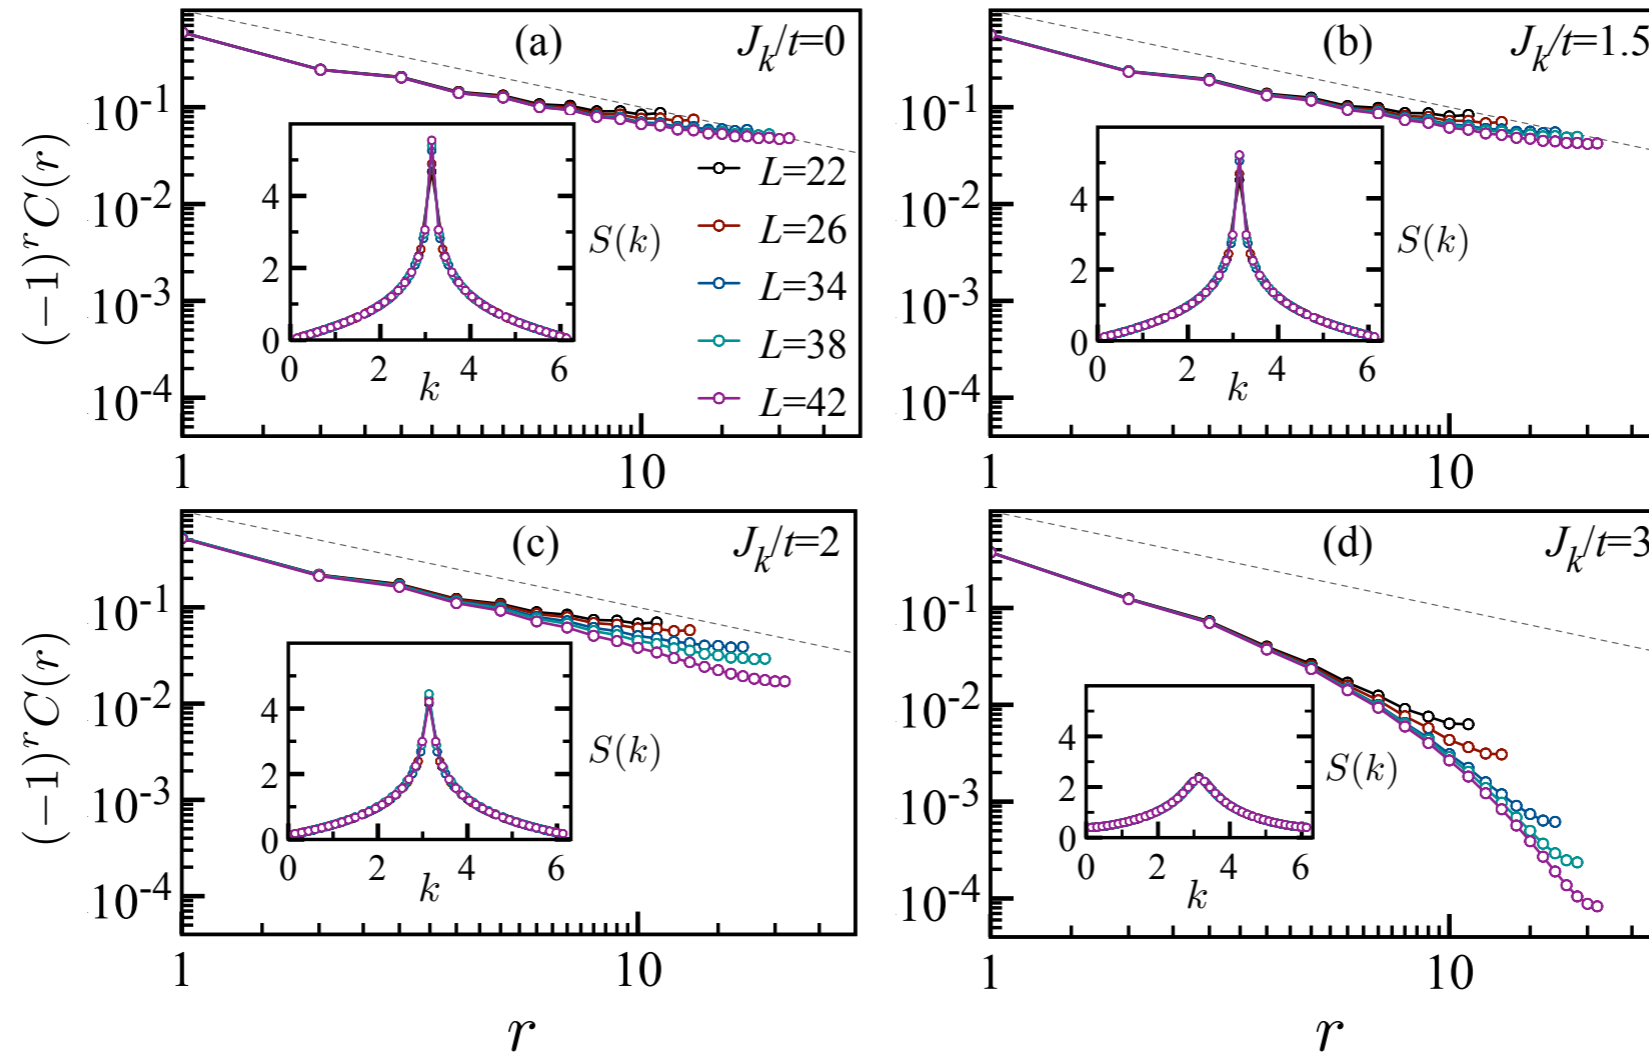 (a) J_k/t=0
(-1)^r C(r)
10^-1
10^-2
10^-3
10^-4
1 10
S(k)
4
2
0
0 2 4 6
k
L=22
L=26
L=34
L=38
L=42
(b) J_k/t=1.5
10^-1
10^-2
10^-3
10^-4
1 10
S(k)
4
2
0
0 2 4 6
k
(c) J_k/t=2
(-1)^r C(r)
10^-1
10^-2
10^-3
10^-4
1 10
r
S(k)
4
2
0
0 2 4 6
k
(d) J_k/t=3
10^-1
10^-2
10^-3
10^-4
1 10
r
S(k)
4
2
0
0 2 4 6
k